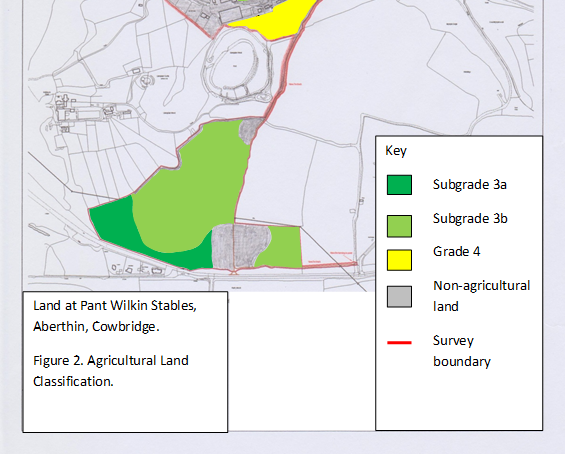 Key
Subgrade 3a
Subgrade 3b
Grade 4
Non-agricultural
land
Survey
boundary
Land at Pant Wilkin Stables,
Aberthin, Cowbridge.
Figure 2. Agricultural Land
Classification.